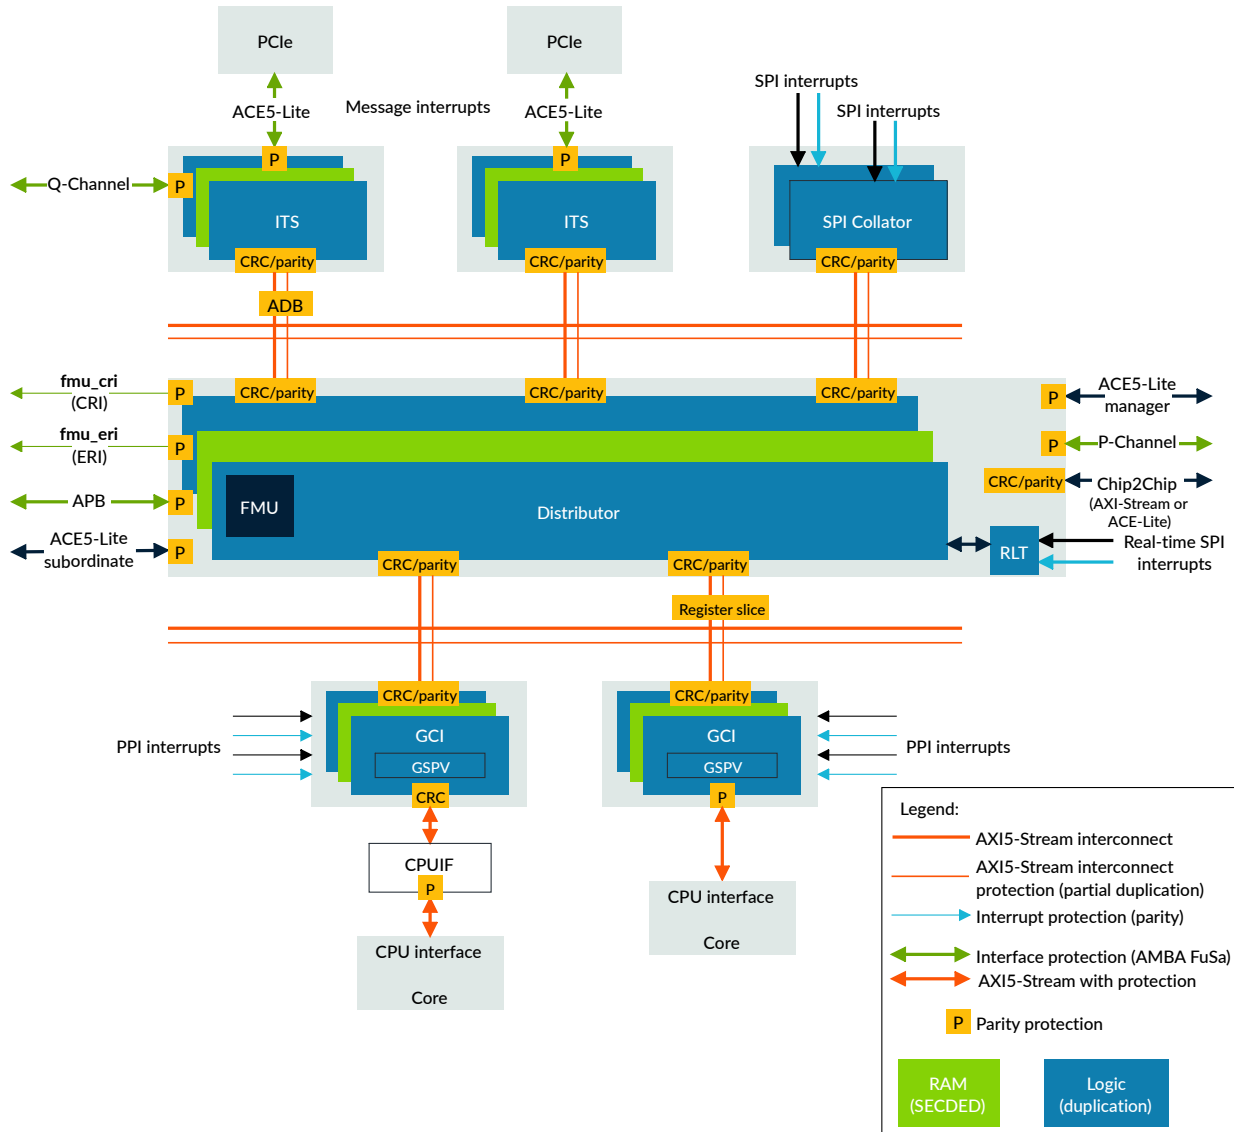 PCIe
PCIe
ACE5-Lite
Message interrupts
ACE5-Lite
SPI interrupts
SPI interrupts
P
P
Q-Channel
P
ITS
ITS
SPI Collator
CRC/parity
CRC/parity
CRC/parity
ADB
fmu_cri
(CRI)
P
CRC/parity
CRC/parity
CRC/parity
P
ACE5-Lite
manager
fmu_eri
(ERI)
P
P
P-Channel
APB
P
FMU
Distributor
CRC/parity
Chip2Chip
(AXI-Stream or
ACE-Lite)
ACE5-Lite
subordinate
P
RLT
Real-time SPI
interrupts
CRC/parity
CRC/parity
Register slice
CRC/parity
CRC/parity
PPI interrupts
GCI
GSPV
GCI
GSPV
PPI interrupts
CRC
P
CPUIF
P
CPU interface
Core
CPU interface
Core
Legend:
AXI5-Stream interconnect
AXI5-Stream interconnect
protection (partial duplication)
Interrupt protection (parity)
Interface protection (AMBA FuSa)
AXI5-Stream with protection
P
Parity protection
RAM
(SECDED)
Logic
(duplication)